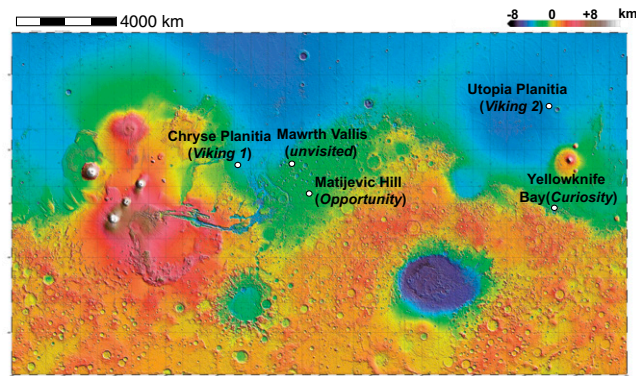 4000 km
-8 0 +8 km
Utopia Planitia
(Viking 2)
Chryse Planitia
(Viking 1)
Mawrth Vallis
(unvisited)
Matijevic Hill
(Opportunity)
Yellowknife
Bay(Curiosity)